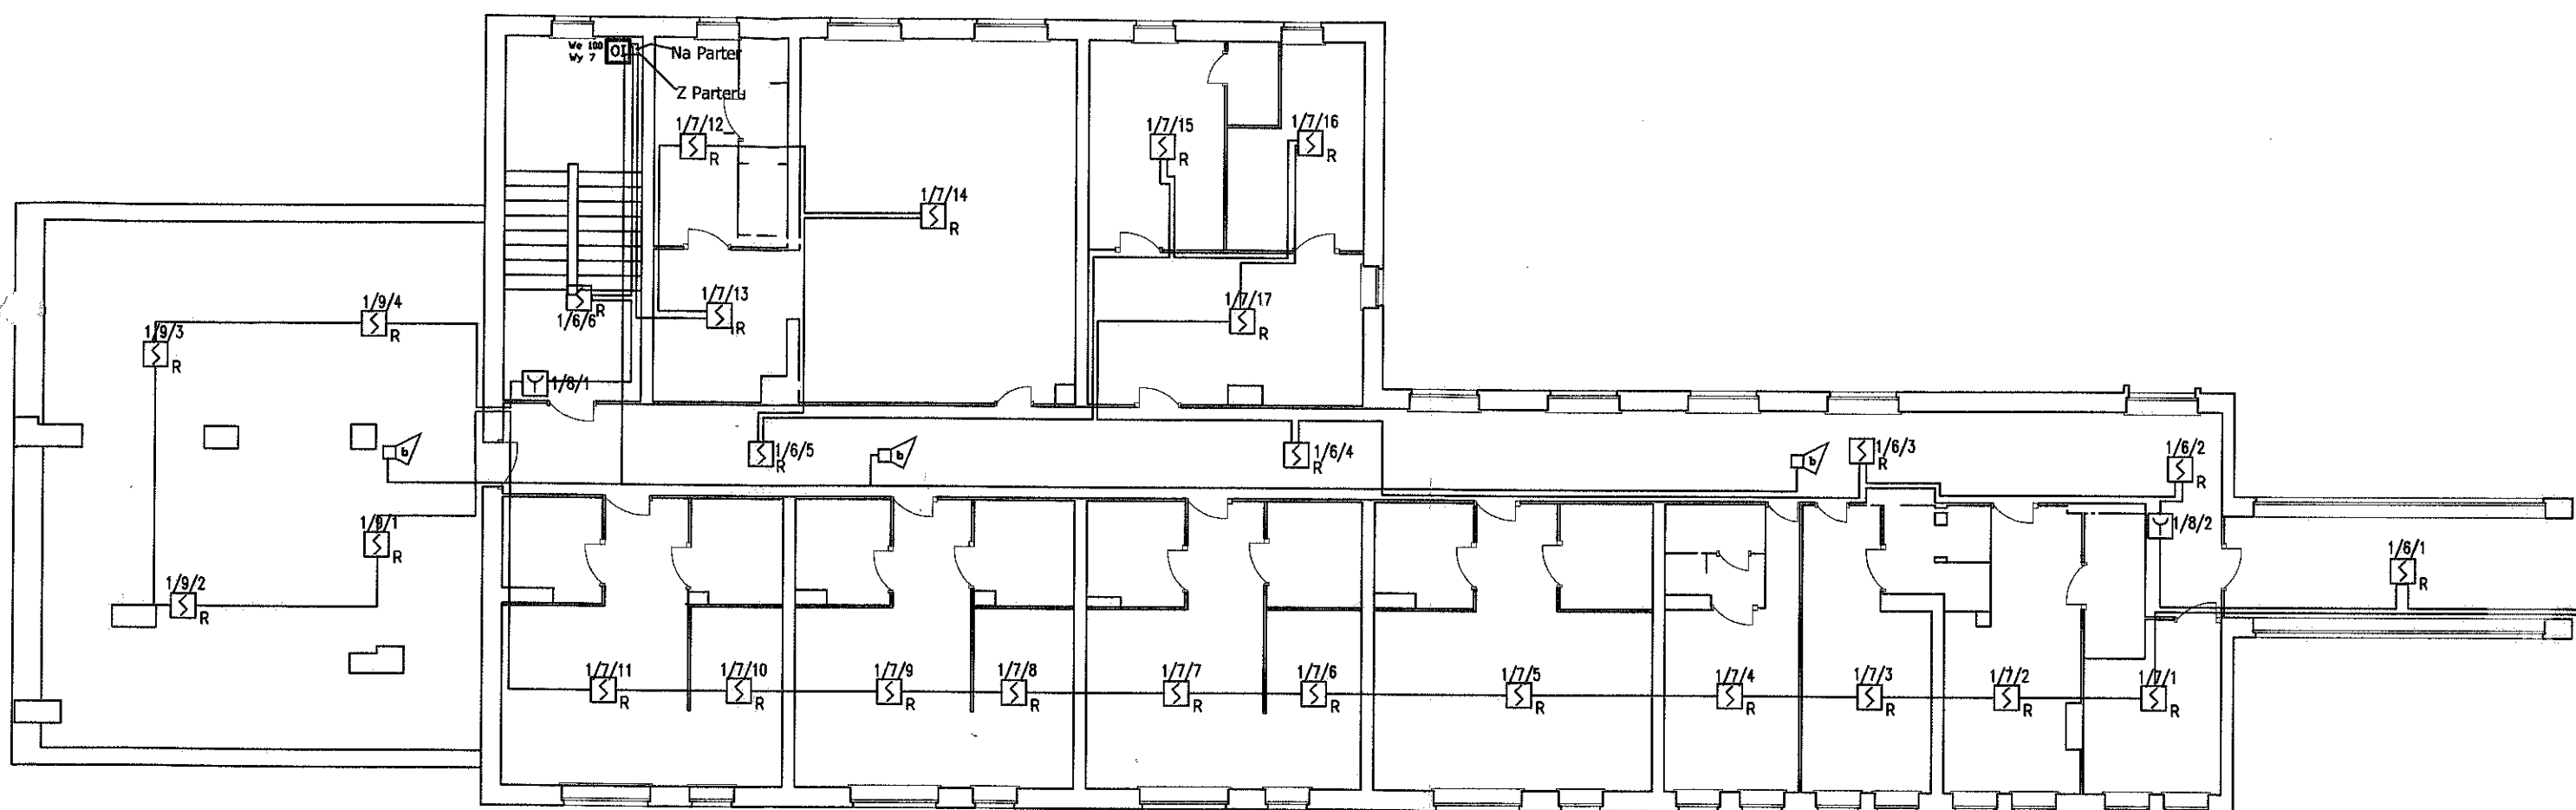 We 100
Wy 7
OI
Na Parter
Z Parteru
1/7/12
R
1/7/15
R
1/7/16
R
1/7/14
R
1/9/4
R
1/9/3
R
1/6/6
R
1/7/13
R
1/7/17
R
1/8/1
b
1/6/5
R
b
1/6/4
R
b
1/6/3
R
1/6/2
R
1/9/1
R
1/8/2
1/6/1
R
1/9/2
R
1/7/11
R
1/7/10
R
1/7/9
R
1/7/8
R
1/7/7
R
1/7/6
R
1/7/5
R
1/7/4
R
1/7/3
R
1/7/2
R
1/7/1
R